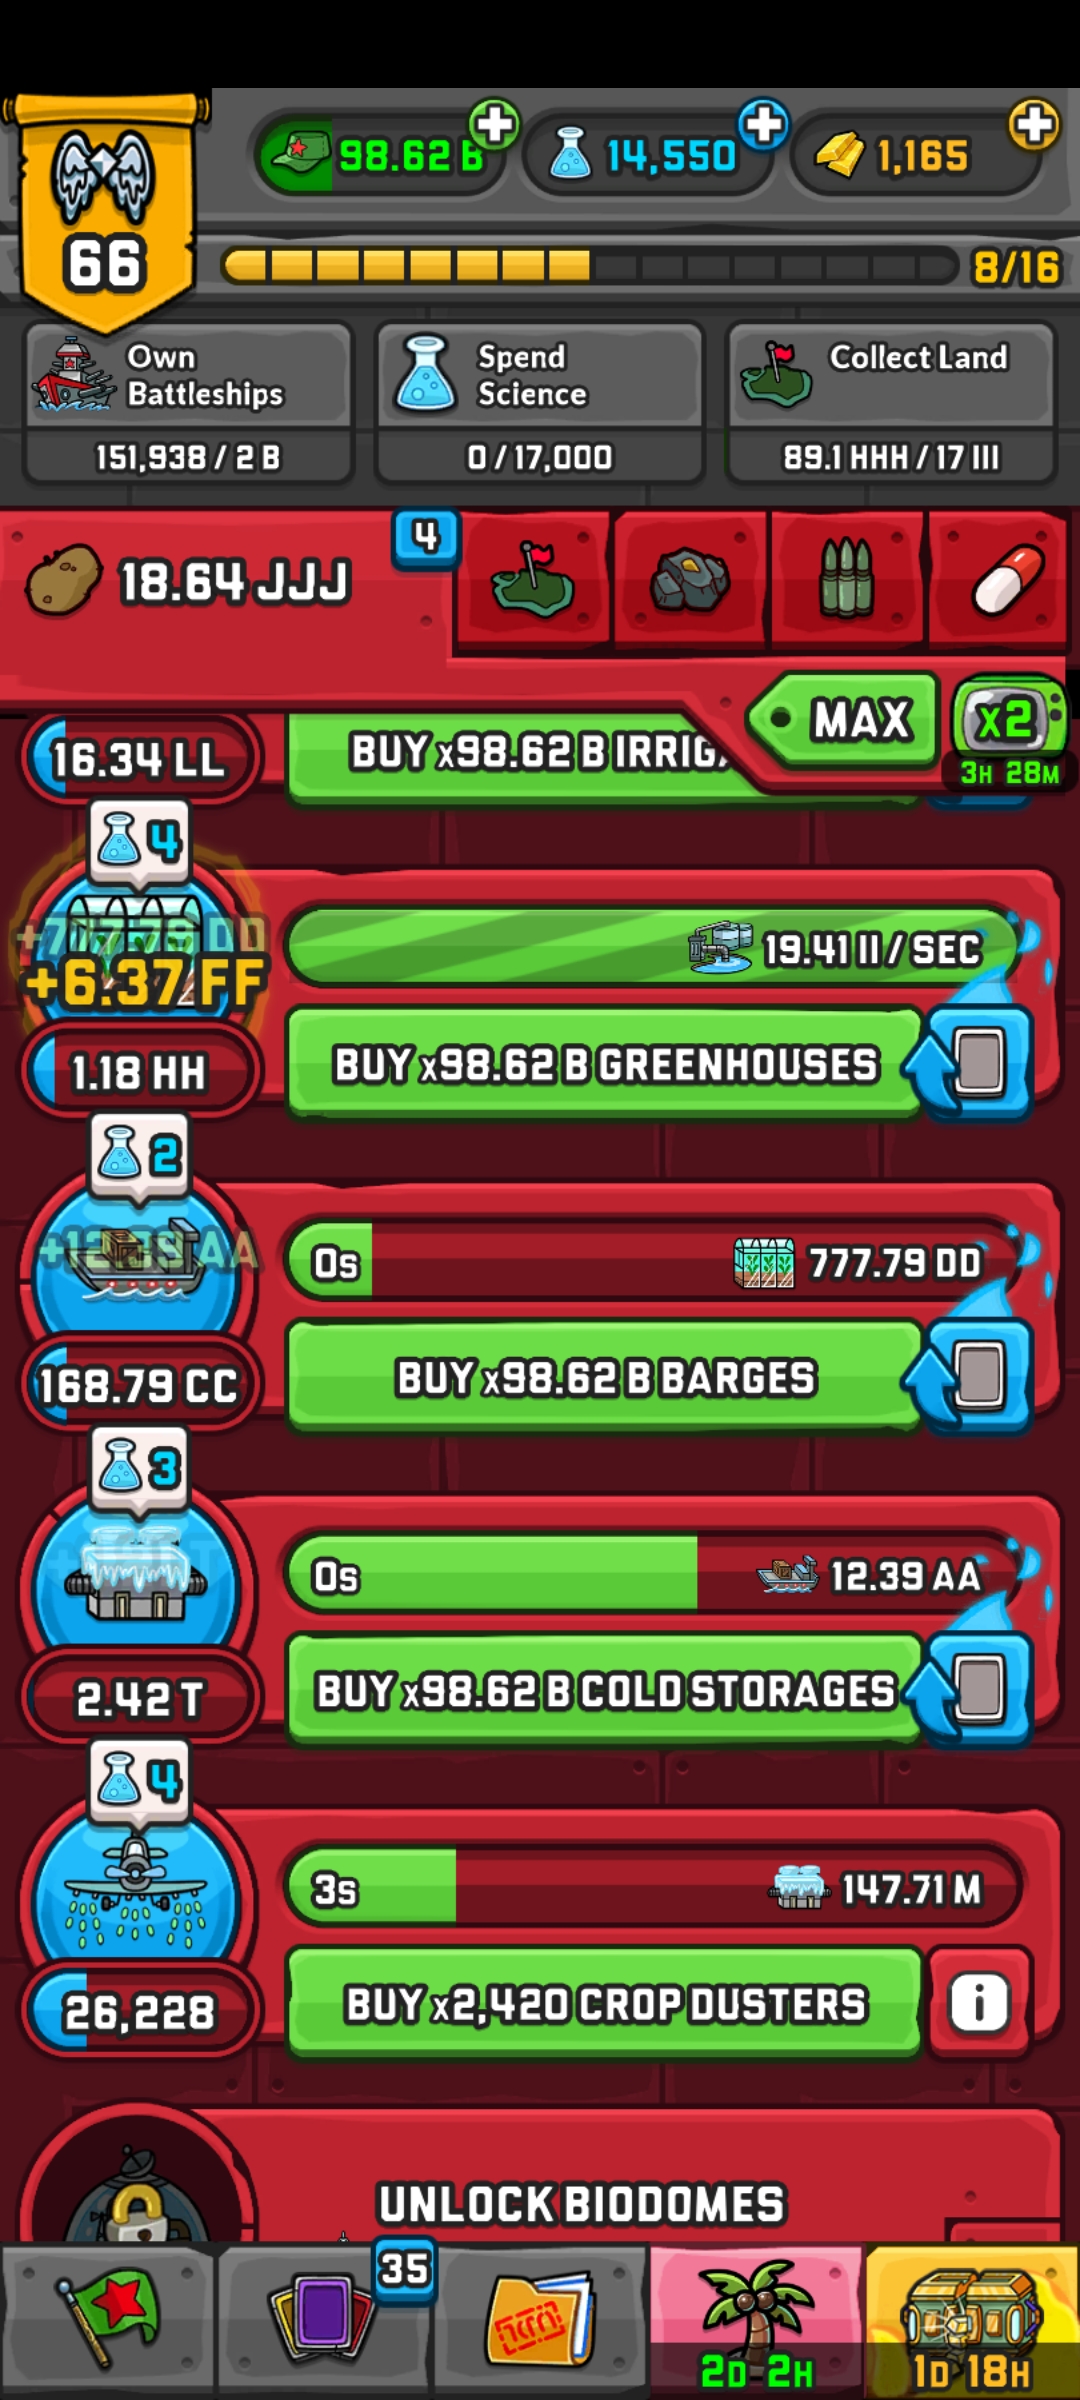 98.62 B
14,550
1,165
66
8/16
Own
Battleships
151,938 / 2 B
Spend
Science
0 / 17,000
Collect Land
89.1 HHH / 17 III
18.64 JJJ
4
MAX
x2
3H 28M
16.34 LL
BUY x98.62 B IRRIG
4
+777.79 DD
+6.37 FF
19.41 II / SEC
1.18 HH
BUY x98.62 B GREENHOUSES
2
+12.39 AA
0s
777.79 DD
168.79 CC
BUY x98.62 B BARGES
3
0s
12.39 AA
2.42 T
BUY x98.62 B COLD STORAGES
4
3s
147.71 M
26,228
BUY x2,420 CROP DUSTERS
i
UNLOCK BIODOMES
35
2D 2H
1D 18H